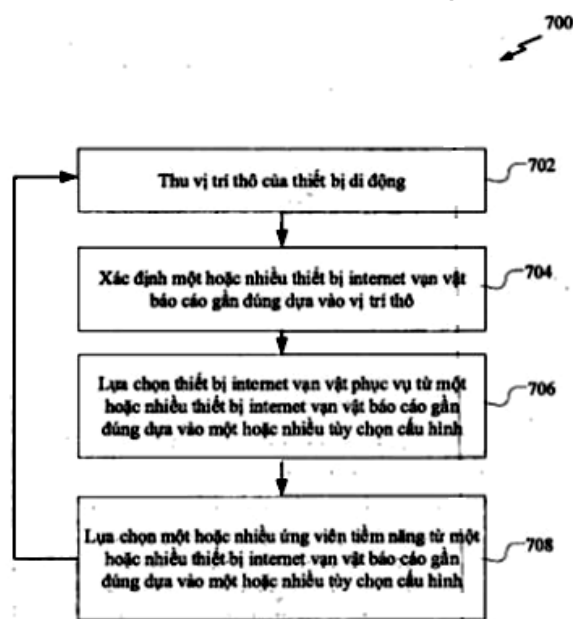 700
Thu vị trí thô của thiết bị di động
702
Xác định một hoặc nhiều thiết bị internet vạn vật
báo cáo gần đúng dựa vào vị trí thô
704
Lựa chọn thiết bị internet vạn vật phục vụ từ một
hoặc nhiều thiết bị internet vạn vật báo cáo gần
đúng dựa vào một hoặc nhiều tùy chọn cấu hình
706
Lựa chọn một hoặc nhiều ứng viên tiềm năng từ một
hoặc nhiều thiết bị internet vạn vật báo cáo gần
đúng dựa vào một hoặc nhiều tùy chọn cấu hình
708